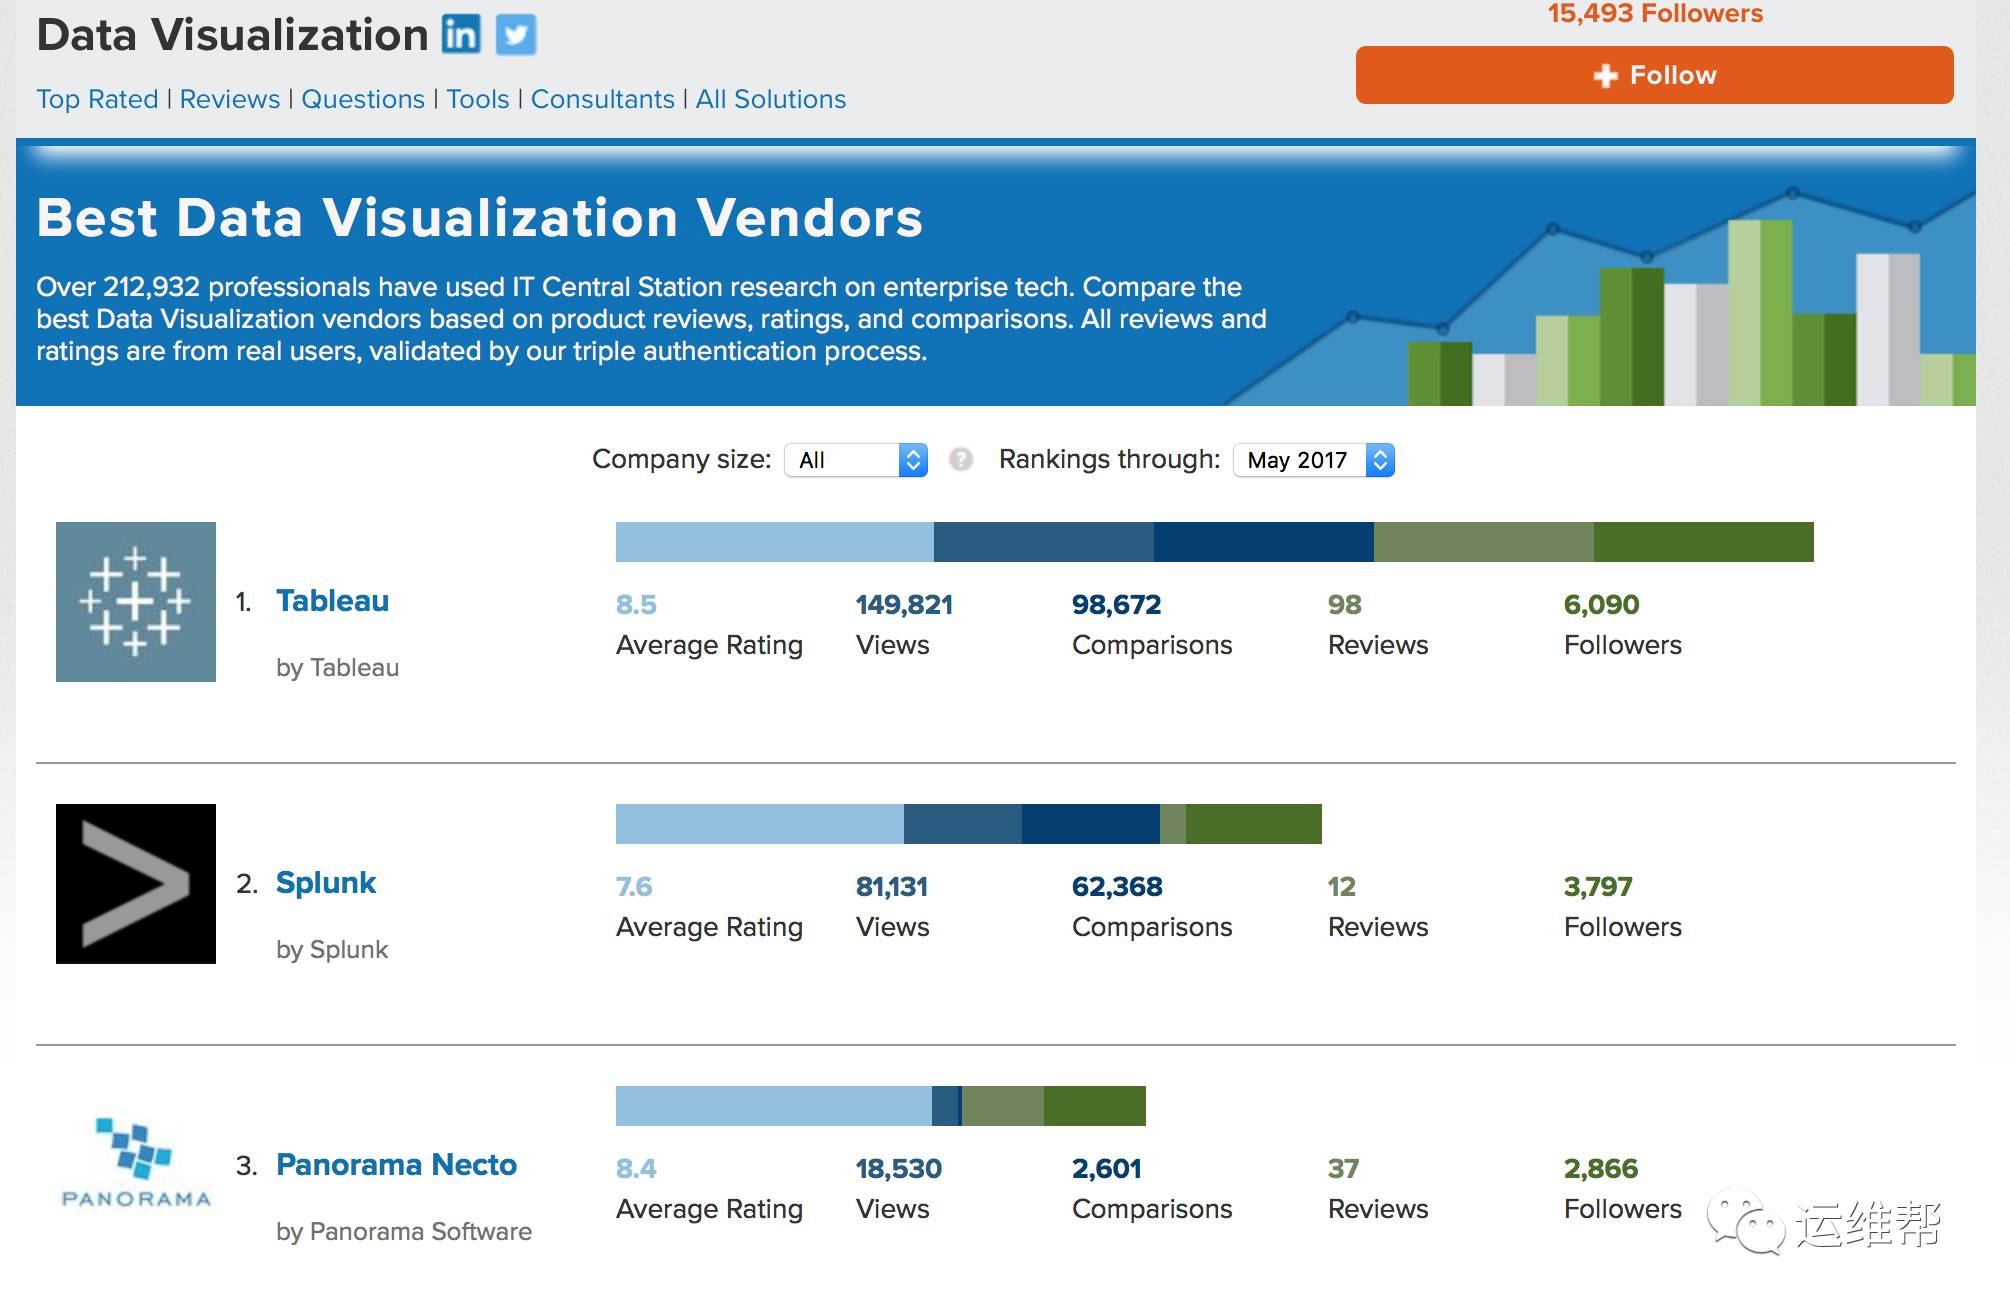 Data Visualization in
15,493 Followers
Follow
Top Rated | Reviews | Questions | Tools | Consultants | All Solutions
Best Data Visualization Vendors
Over 212,932 professionals have used IT Central Station research on enterprise tech. Compare the
best Data Visualization vendors based on product reviews, ratings, and comparisons. All reviews and
ratings are from real users, validated by our triple authentication process.
Company size: All ? Rankings through: May 2017
1. Tableau
by Tableau
8.5 149,821 98,672 98 6,090
Average Rating Views Comparisons Reviews Followers
2. Splunk
by Splunk
7.6 81,131 62,368 12 3,797
Average Rating Views Comparisons Reviews Followers
PANORAMA
3. Panorama Necto
by Panorama Software
8.4 18,530 2,601 37 2,866
Average Rating Views Comparisons Reviews Followers
运维帮